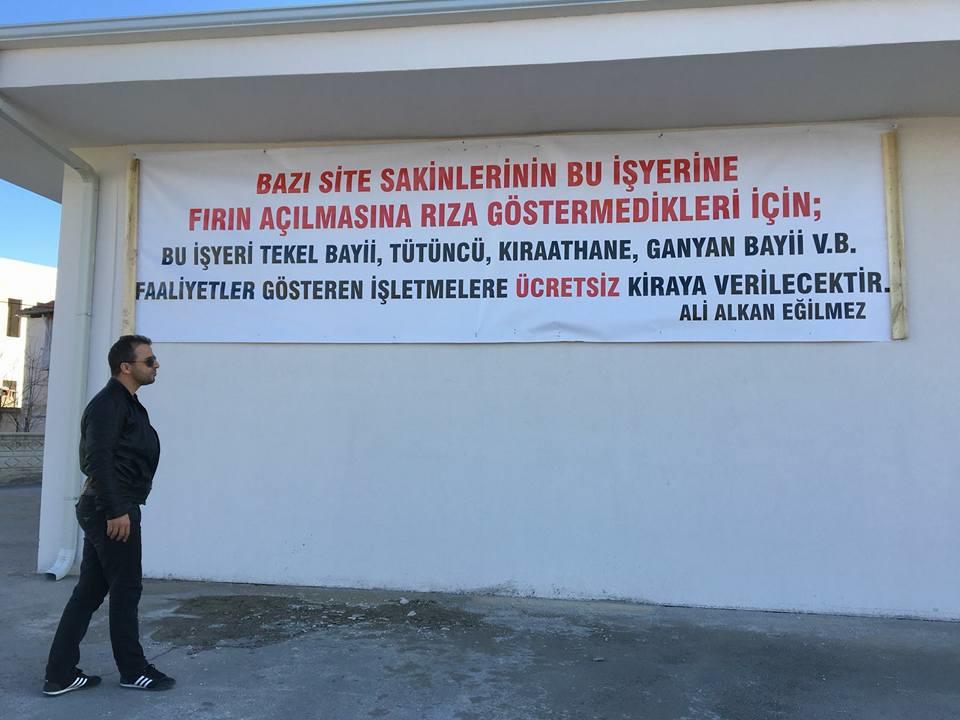 BAZI SİTE SAKİNLERİNİN BU İŞYERİNE
FIRIN AÇILMASINA RIZA GÖSTERMEDİKLERİ İÇİN;
BU İŞYERİ TEKEL BAYİİ, TÜTÜNCÜ, KIRAATHANE, GANYAN BAYİİ V.B.
FAALİYETLER GÖSTEREN İŞLETMELERE ÜCRETSİZ KİRAYA VERİLECEKTİR.
ALİ ALKAN EĞİLMEZ